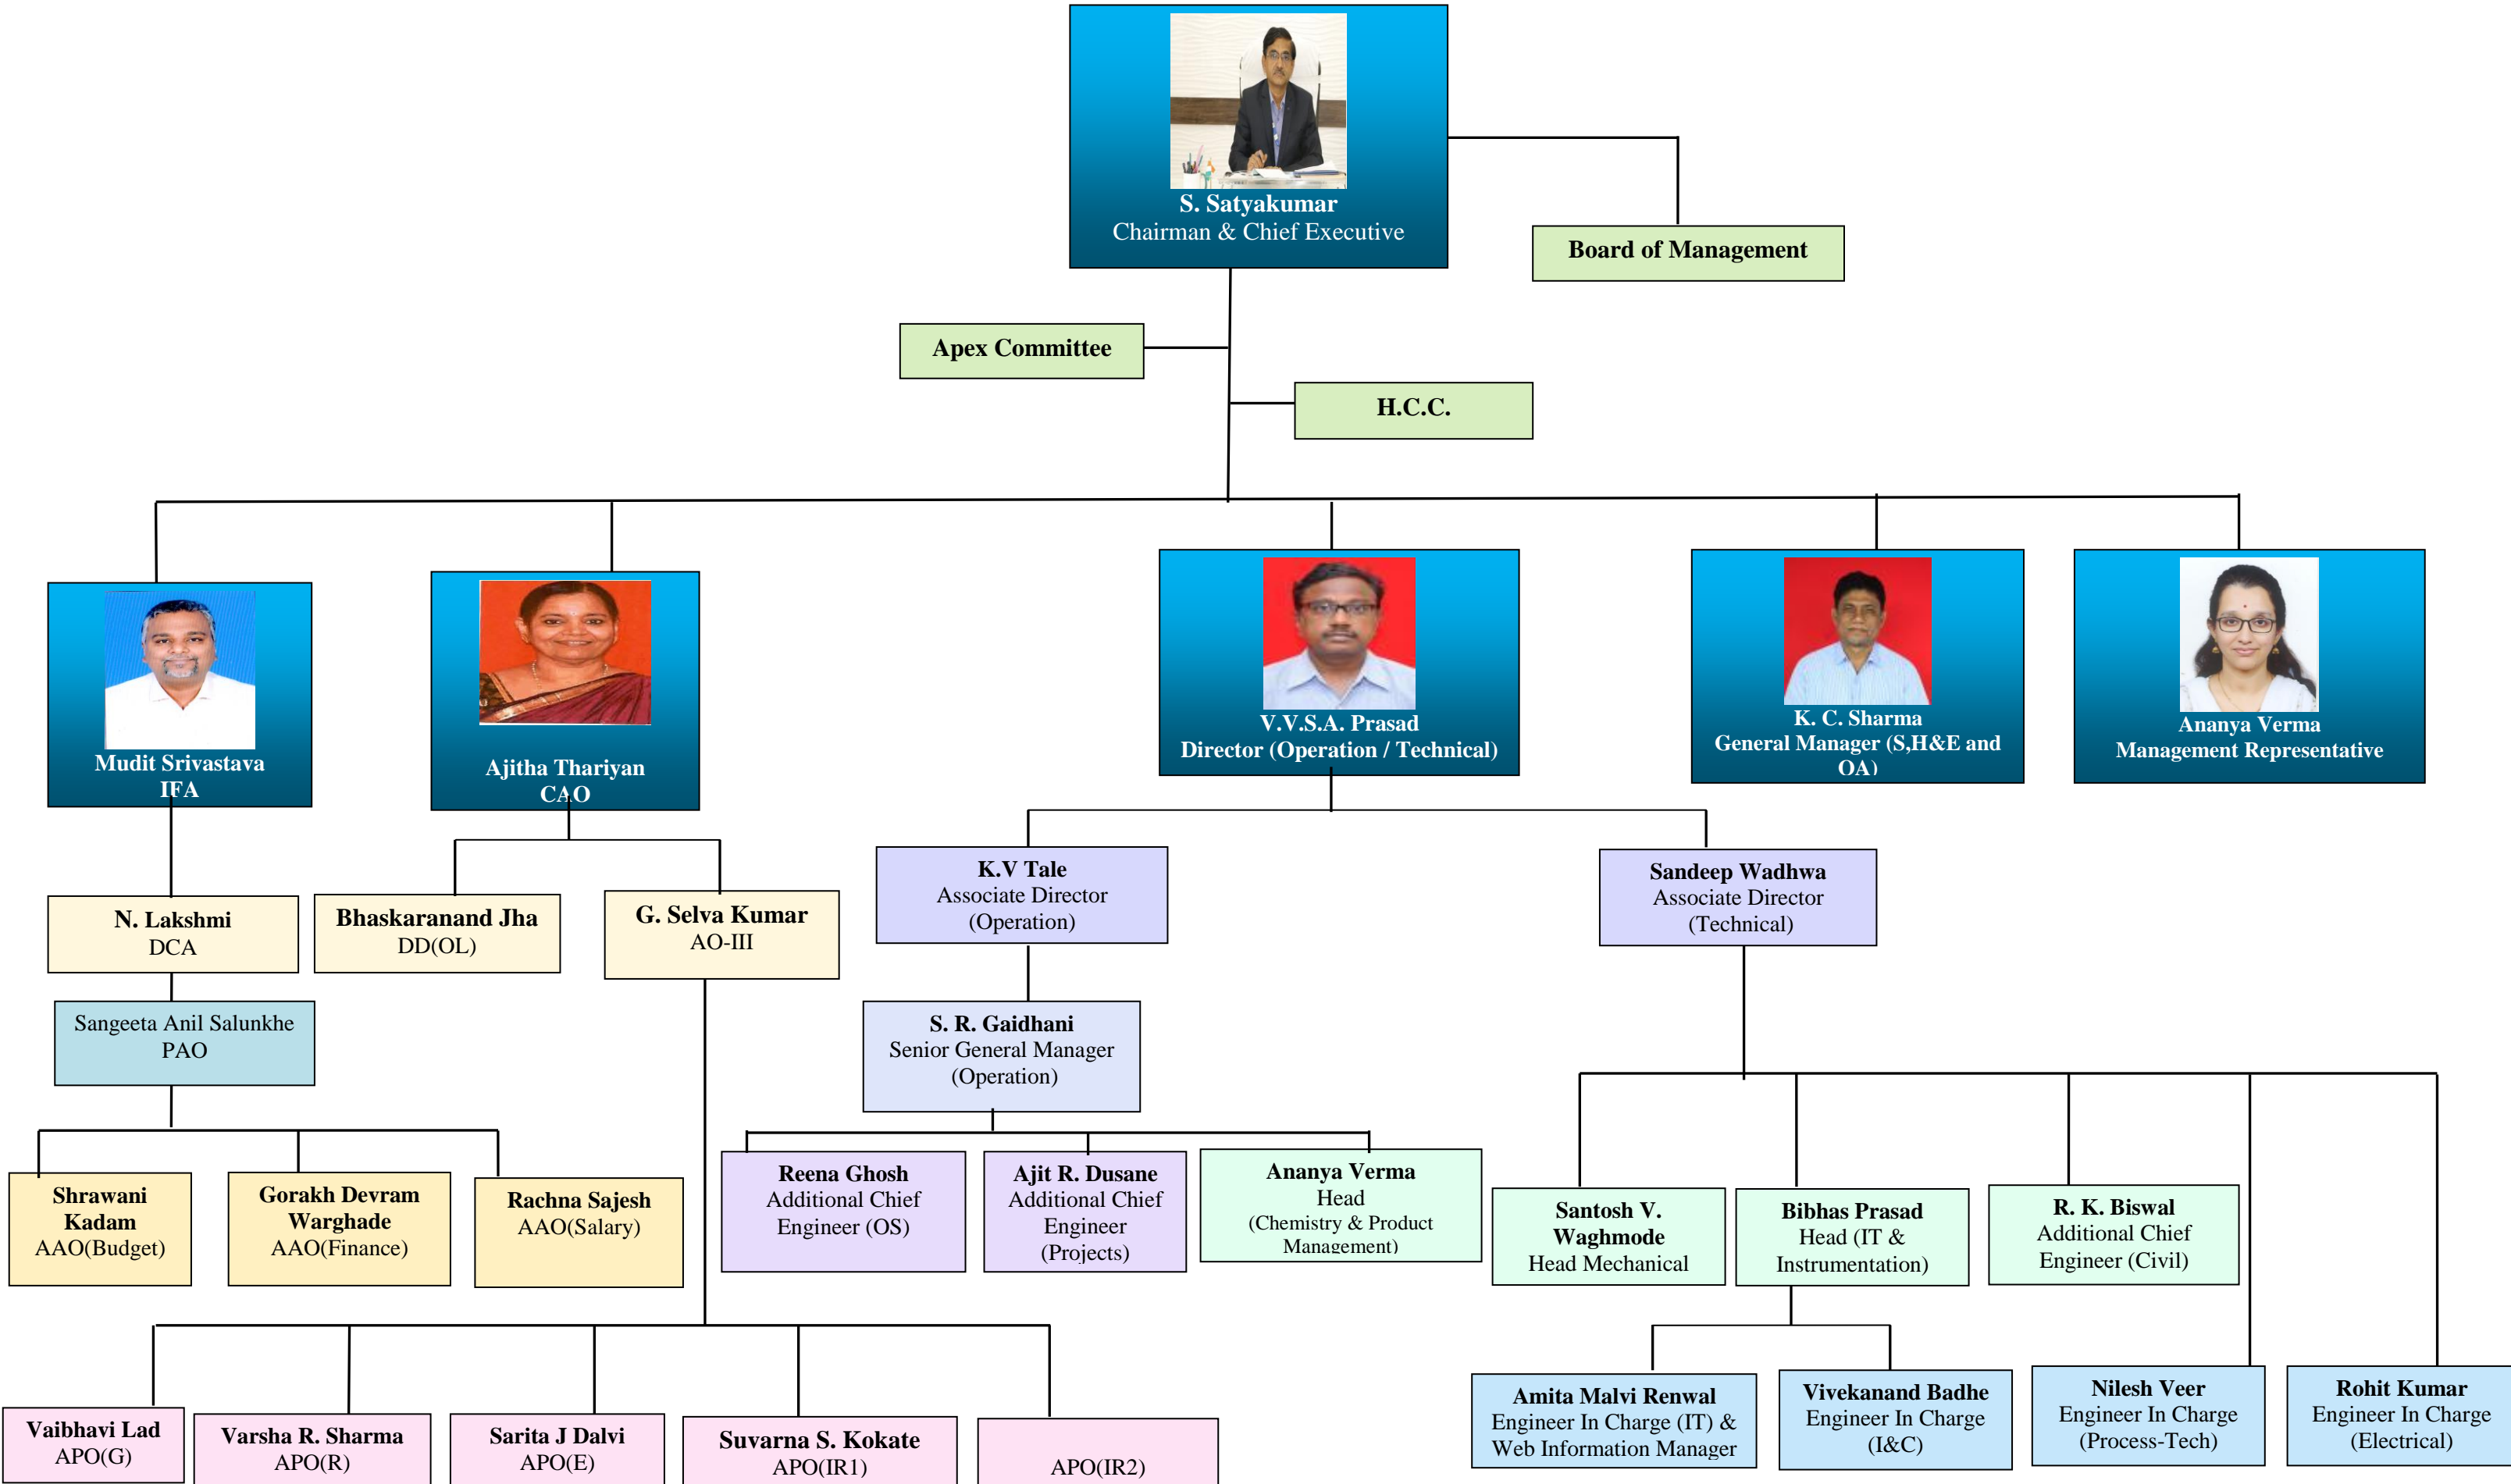 S. Satyakumar
Chairman & Chief Executive
Board of Management
Apex Committee
H.C.C.
Mudit Srivastava
IFA
Ajitha Thariyan
CAO
V.V.S.A. Prasad
Director (Operation / Technical)
K. C. Sharma
General Manager (S,H&E and
OA)
Ananya Verma
Management Representative
N. Lakshmi
DCA
Bhaskaranand Jha
DD(OL)
G. Selva Kumar
AO-III
K.V Tale
Associate Director
(Operation)
Sandeep Wadhwa
Associate Director
(Technical)
Sangeeta Anil Salunkhe
PAO
S. R. Gaidhani
Senior General Manager
(Operation)
Shrawani
Kadam
AAO(Budget)
Gorakh Devram
Warghade
AAO(Finance)
Rachna Sajesh
AAO(Salary)
Reena Ghosh
Additional Chief
Engineer (OS)
Ajit R. Dusane
Additional Chief
Engineer
(Projects)
Ananya Verma
Head
(Chemistry & Product
Management)
Santosh V.
Waghmode
Head Mechanical
Bibhas Prasad
Head (IT &
Instrumentation)
R. K. Biswal
Additional Chief
Engineer (Civil)
Vaibhavi Lad
APO(G)
Varsha R. Sharma
APO(R)
Sarita J Dalvi
APO(E)
Suvarna S. Kokate
APO(IR1)
APO(IR2)
Amita Malvi Renwal
Engineer In Charge (IT) &
Web Information Manager
Vivekanand Badhe
Engineer In Charge
(I&C)
Nilesh Veer
Engineer In Charge
(Process-Tech)
Rohit Kumar
Engineer In Charge
(Electrical)